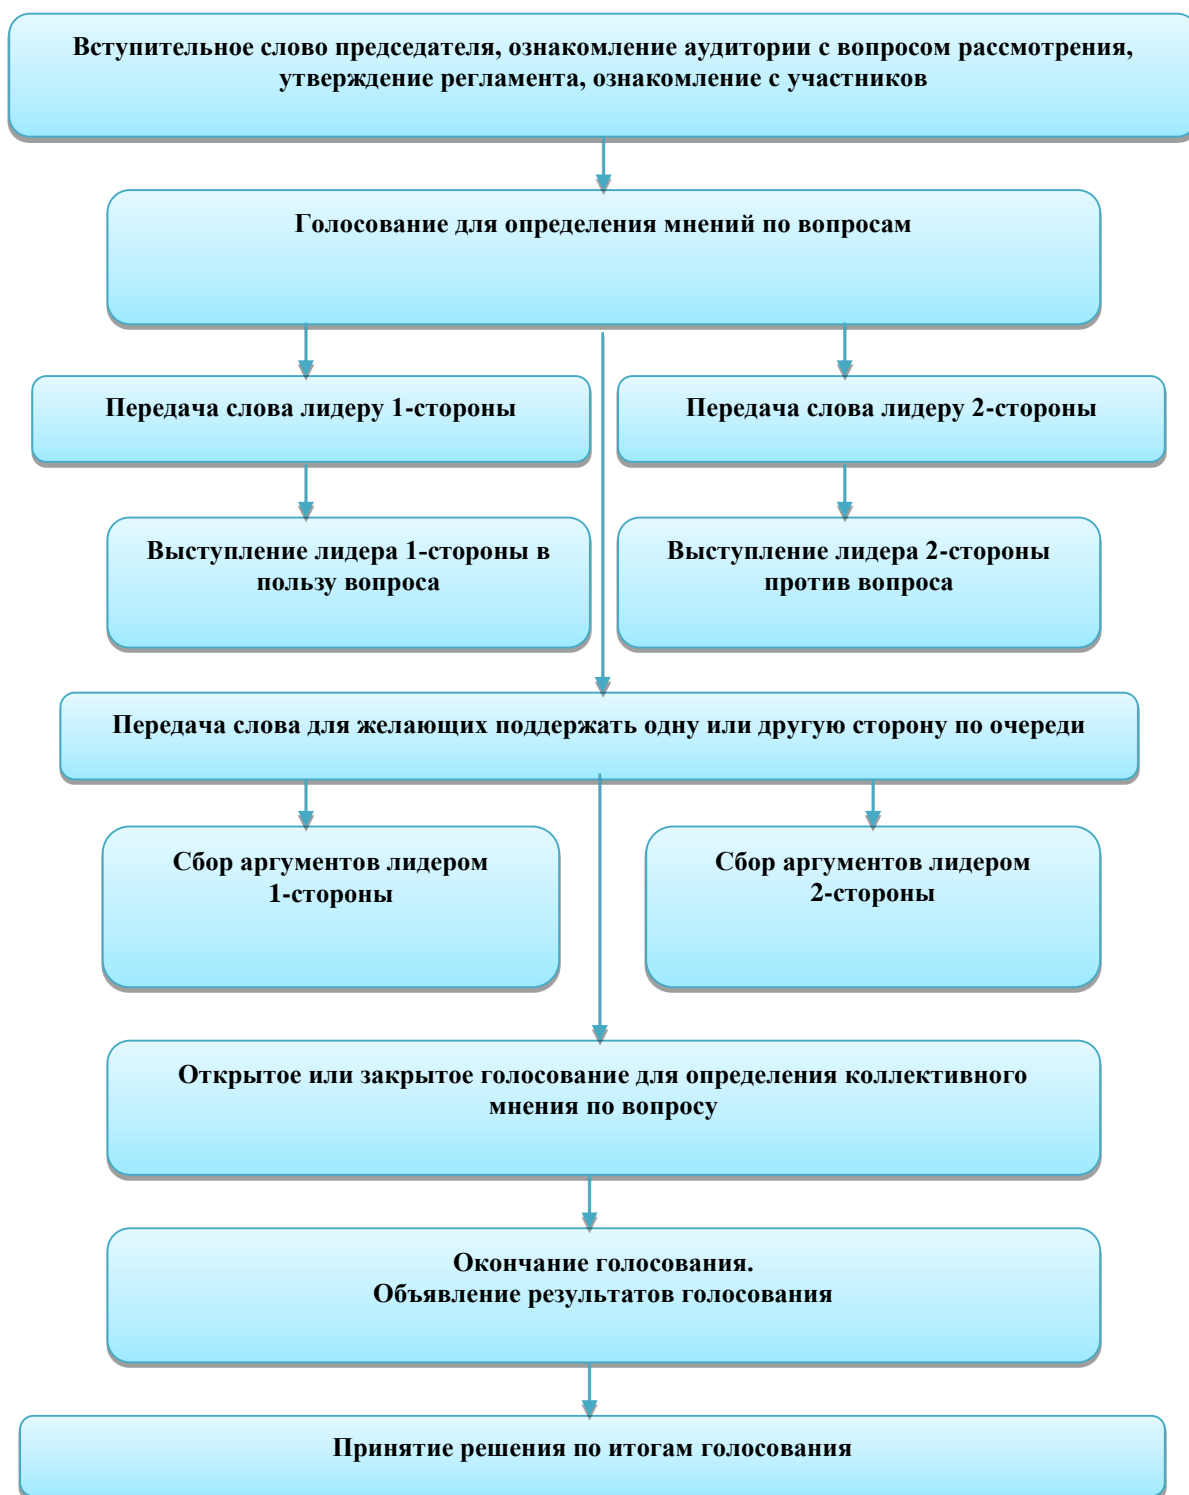 Вступительное слово председателя, ознакомление аудитории с вопросом рассмотрения,
утверждение регламента, ознакомление с участников
Голосование для определения мнений по вопросам
Передача слова лидеру 1-стороны
Передача слова лидеру 2-стороны
Выступление лидера 1-стороны в
пользу вопроса
Выступление лидера 2-стороны
против вопроса
Передача слова для желающих поддержать одну или другую сторону по очереди
Сбор аргументов лидером
1-стороны
Сбор аргументов лидером
2-стороны
Открытое или закрытое голосование для определения коллективного
мнения по вопросу
Окончание голосования.
Объявление результатов голосования
Принятие решения по итогам голосования